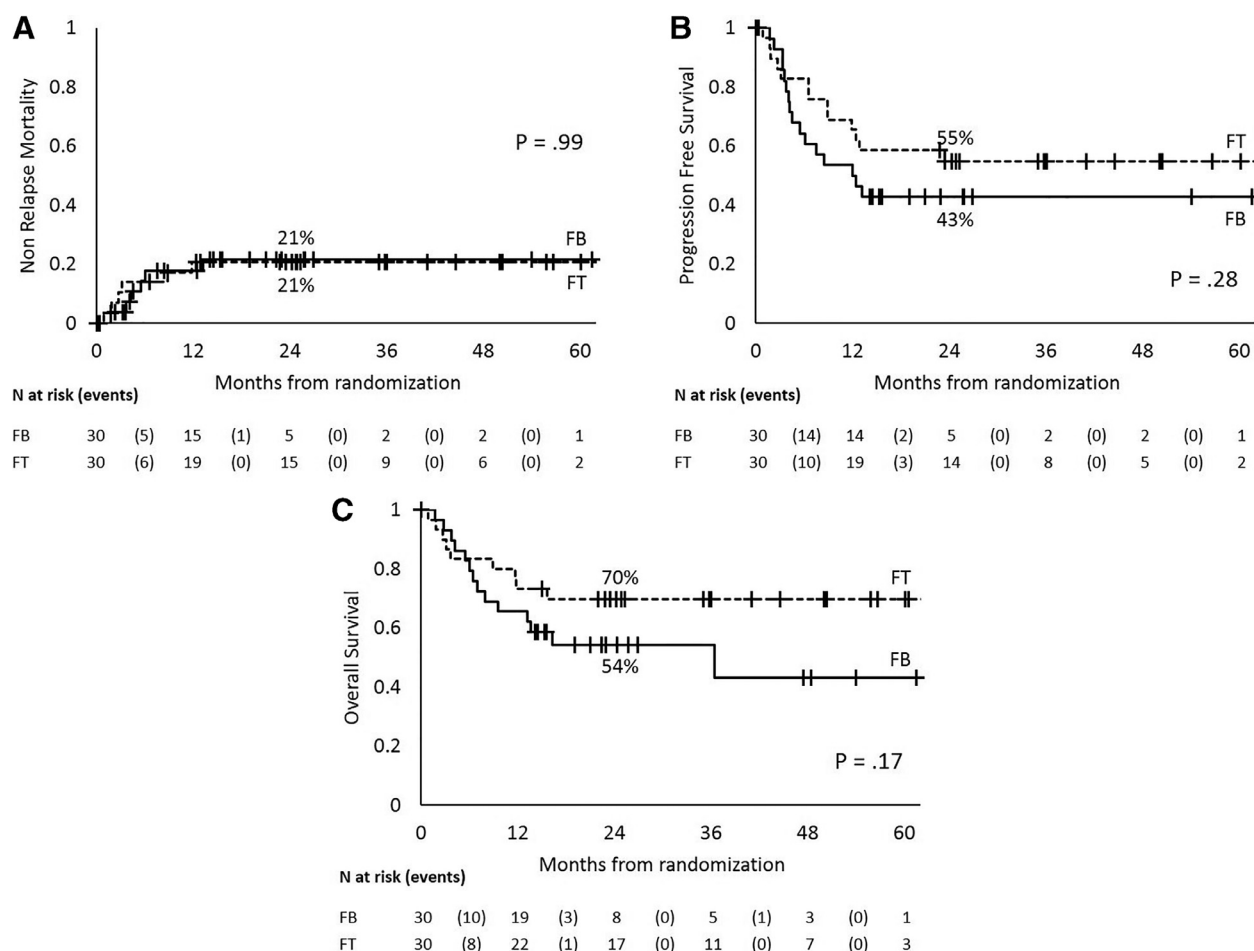 A
Non Relapse Mortality
1
0.8
0.6
0.4
0.2
0
P = .99
21%
21%
FB
FT
0 12 24 36 48 60
Months from randomization
N at risk (events)
FB 30 (5) 15 (1) 5 (0) 2 (0) 2 (0) 1
FT 30 (6) 19 (0) 15 (0) 9 (0) 6 (0) 2
B
Progression Free Survival
1
0.8
0.6
0.4
0.2
0
55%
FT
43%
FB
P = .28
0 12 24 36 48 60
Months from randomization
N at risk (events)
FB 30 (14) 14 (2) 5 (0) 2 (0) 2 (0) 1
FT 30 (10) 19 (3) 14 (0) 8 (0) 5 (0) 2
C
Overall Survival
1
0.8
0.6
0.4
0.2
0
70%
FT
54%
FB
P = .17
0 12 24 36 48 60
Months from randomization
N at risk (events)
FB 30 (10) 19 (3) 8 (0) 5 (1) 3 (0) 1
FT 30 (8) 22 (1) 17 (0) 11 (0) 7 (0) 3